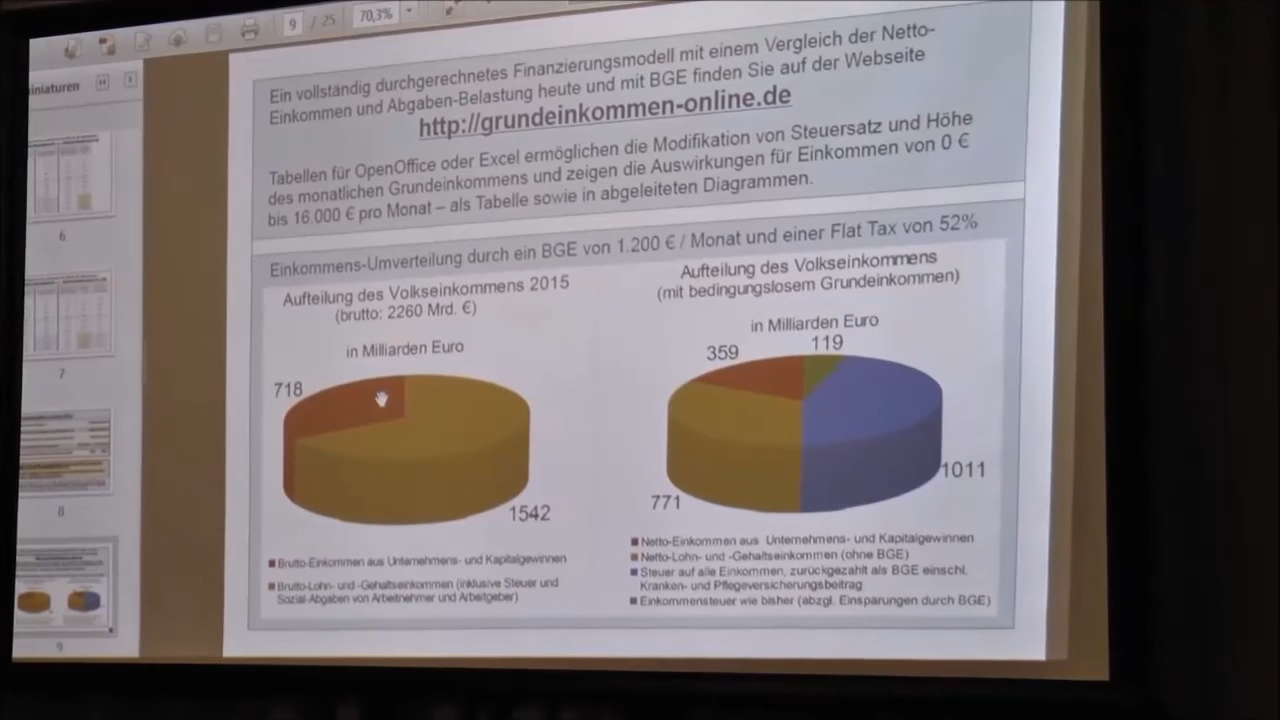 9 / 25 70,3%
iniaturen
6
7
8
9
Ein vollständig durchgerechnetes Finanzierungsmodell mit einem Vergleich der Netto-
Einkommen und Abgaben-Belastung heute und mit BGE finden Sie auf der Webseite
http://grundeinkommen-online.de
Tabellen für OpenOffice oder Excel ermöglichen die Modifikation von Steuersatz und Höhe
des monatlichen Grundeinkommens und zeigen die Auswirkungen für Einkommen von 0 €
bis 16.000 € pro Monat – als Tabelle sowie in abgeleiteten Diagrammen.
Einkommens-Umverteilung durch ein BGE von 1.200 € / Monat und einer Flat Tax von 52%
Aufteilung des Volkseinkommens 2015
(brutto: 2260 Mrd. €)
in Milliarden Euro
718
1542
Brutto-Einkommen aus Unternehmens- und Kapitalgewinnen
Brutto-Lohn- und -Gehaltseinkommen (inklusive Steuer und
Sozial-Abgaben von Arbeitnehmer und Arbeitgeber)
Aufteilung des Volkseinkommens
(mit bedingungslosem Grundeinkommen)
in Milliarden Euro
359
119
1011
771
Netto-Einkommen aus Unternehmens- und Kapitalgewinnen
Netto-Lohn- und -Gehaltseinkommen (ohne BGE)
Steuer auf alle Einkommen, zurückgezahlt als BGE einschl.
Kranken- und Pflegeversicherungsbeitrag
Einkommensteuer wie bisher (abzgl. Einsparungen durch BGE)